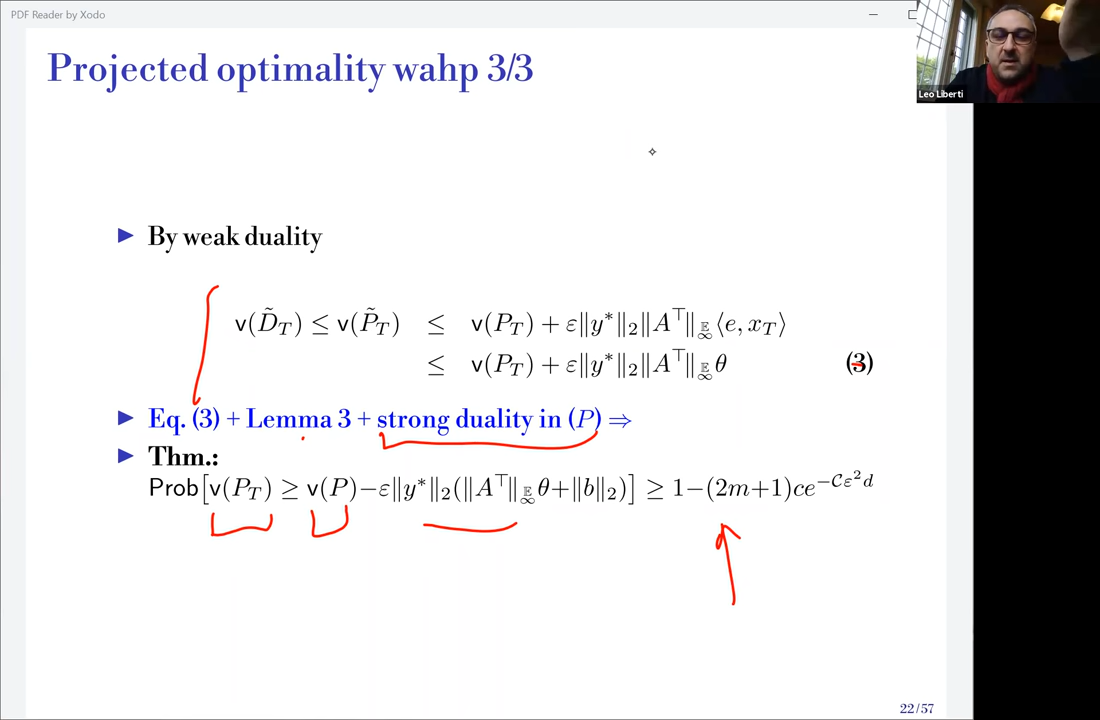 PDF Reader by Xodo
Projected optimality wahp 3/3
Leo Liberti
▶ By weak duality
v(D̃_T) ≤ v(P̃_T) ≤ v(P_T) + ε‖y*‖₂‖A^⊤‖_{𝔼/∞}⟨e, x_T⟩
≤ v(P_T) + ε‖y*‖₂‖A^⊤‖_{𝔼/∞}θ (3)
▶ Eq. (3) + Lemma 3 + strong duality in (P) ⇒
▶ Thm.:
Prob[v(P_T) ≥ v(P)−ε‖y*‖₂(‖A^⊤‖_{𝔼/∞}θ+‖b‖₂)] ≥ 1−(2m+1)ce^{−𝒞ε²d}
22/57